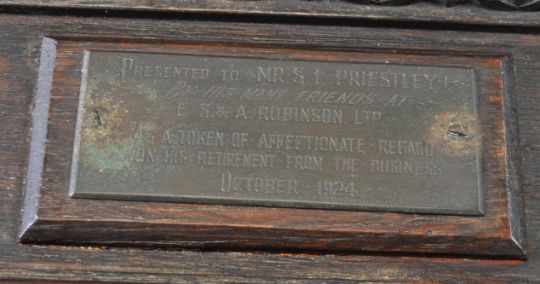 PRESENTED TO MR S. L. PRIESTLEY
BY HIS MANY FRIENDS AT
E. S. & A. ROBINSON, LTD
AS A TOKEN OF AFFECTIONATE REGARD
ON HIS RETIREMENT FROM THE BUSINESS
OCTOBER 1924